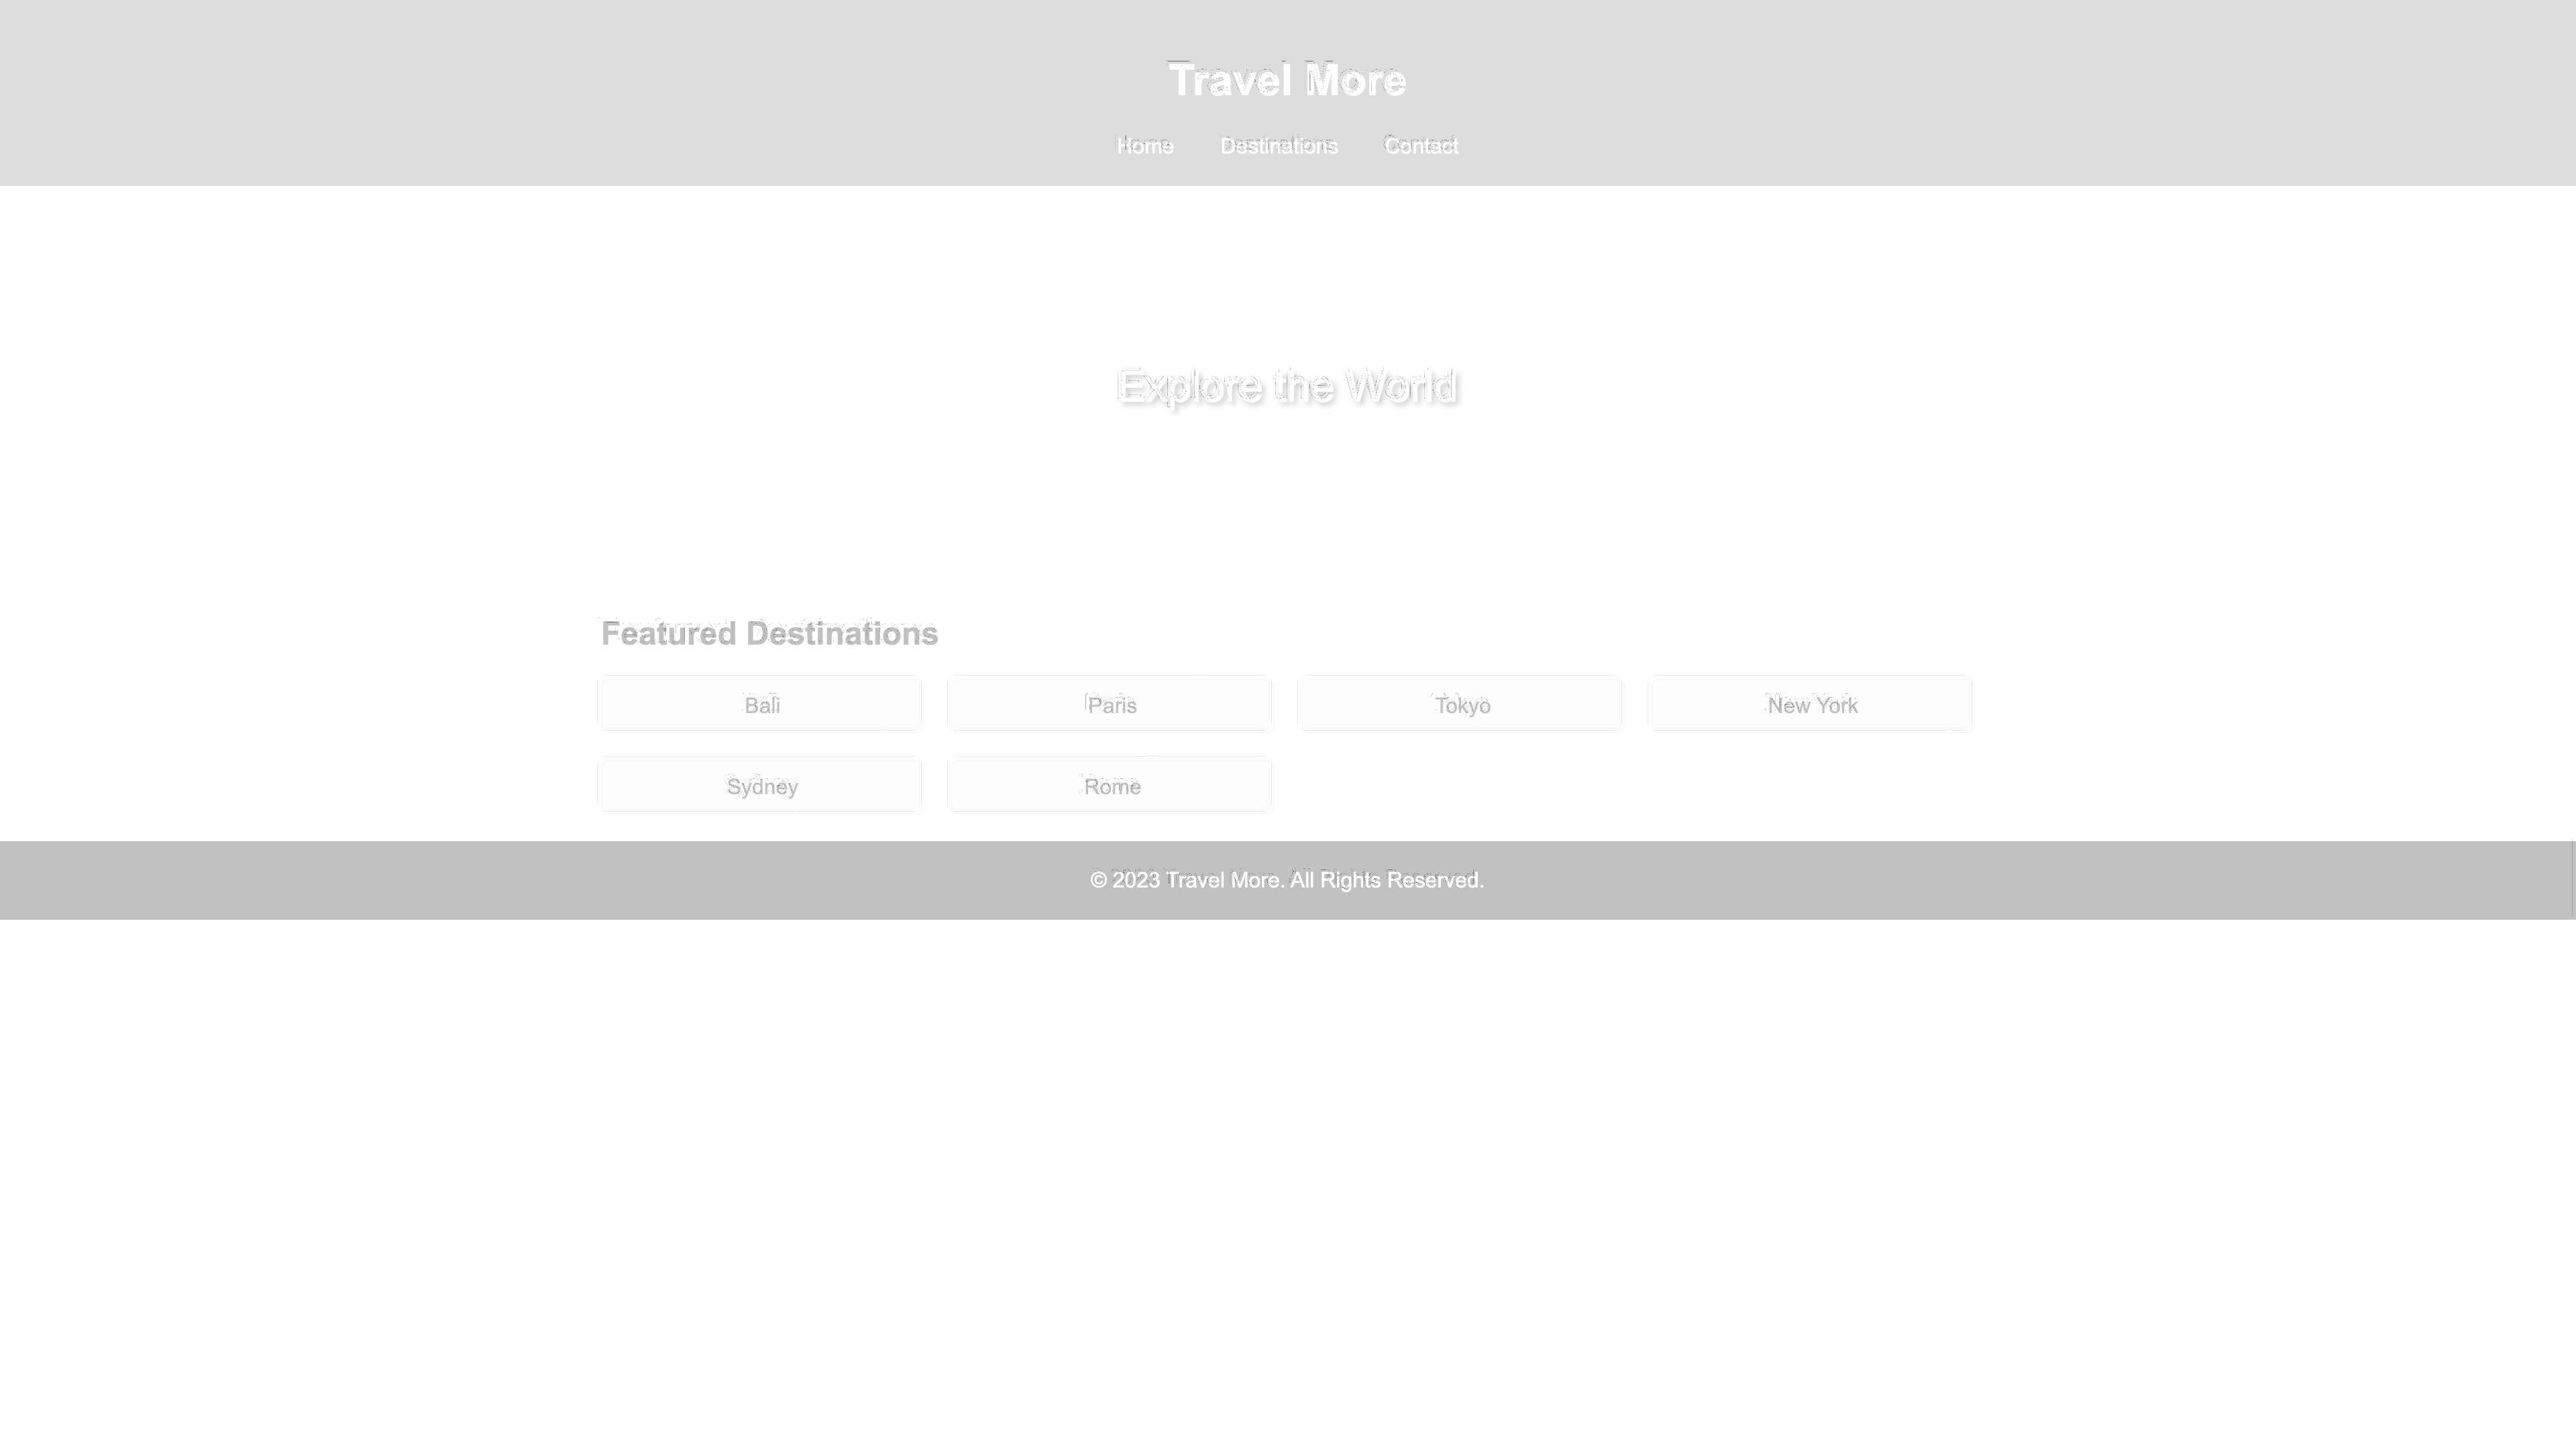 Travel More
Home Destinations Contact
Explore the World
Featured Destinations
Bali Paris Tokyo New York
Sydney Rome
© 2023 Travel More. All Rights Reserved.